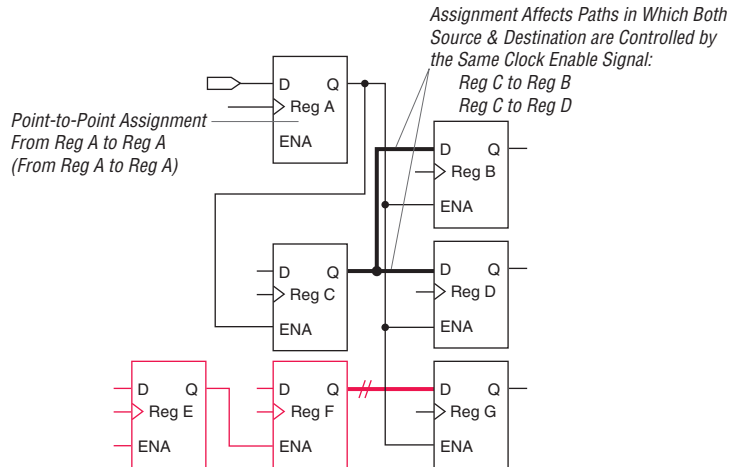 Assignment Affects Paths in Which Both
Source & Destination are Controlled by
the Same Clock Enable Signal:
Reg C to Reg B
Reg C to Reg D
Point-to-Point Assignment
From Reg A to Reg A
(From Reg A to Reg A)
D Q
Reg A
ENA
D Q
Reg B
ENA
D Q
Reg C
ENA
D Q
Reg D
ENA
D Q
Reg E
ENA
D Q
Reg F
ENA
D Q
Reg G
ENA